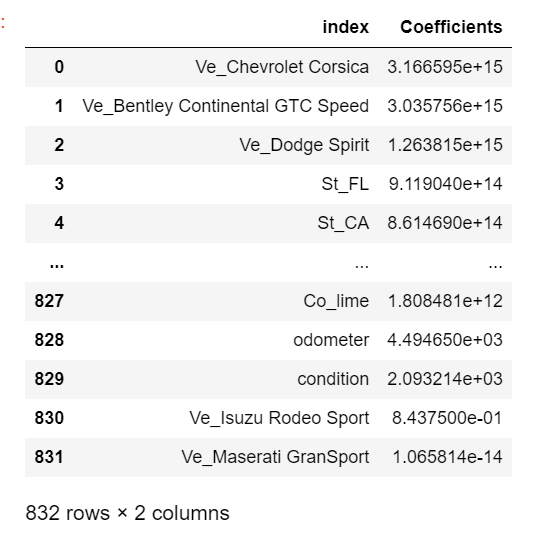 :
index Coefficients
0 Ve_Chevrolet Corsica 3.166595e+15
1 Ve_Bentley Continental GTC Speed 3.035756e+15
2 Ve_Dodge Spirit 1.263815e+15
3 St_FL 9.119040e+14
4 St_CA 8.614690e+14
... ... ...
827 Co_lime 1.808481e+12
828 odometer 4.494650e+03
829 condition 2.093214e+03
830 Ve_Isuzu Rodeo Sport 8.437500e-01
831 Ve_Maserati GranSport 1.065814e-14
832 rows × 2 columns